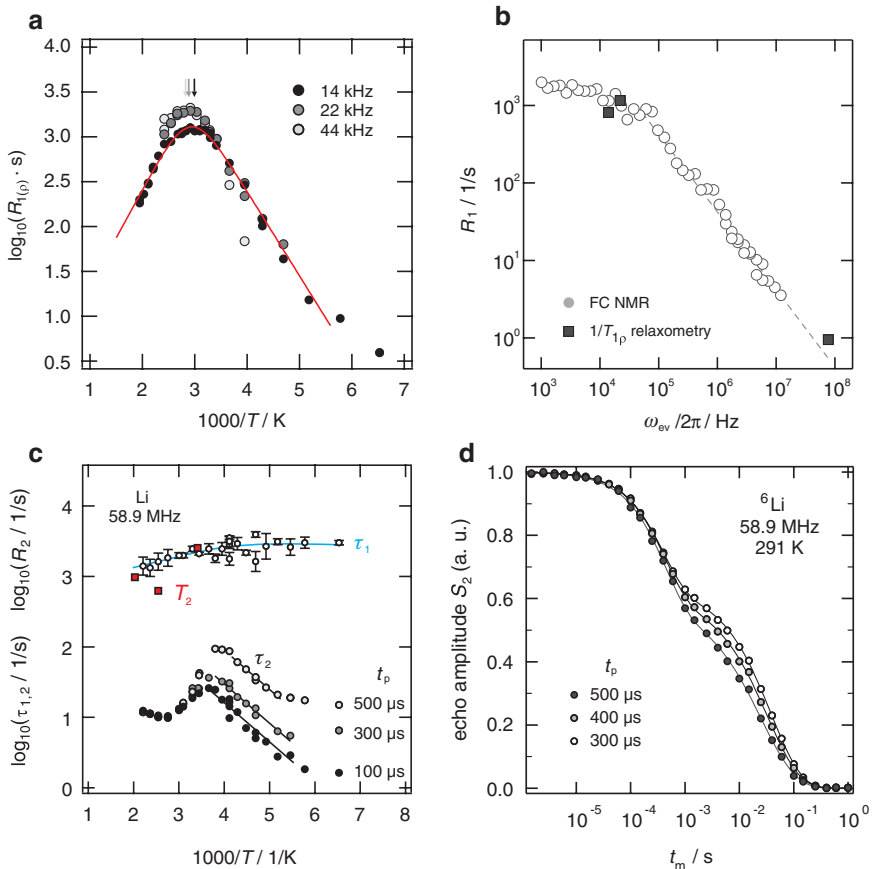 a
4.0
3.5
3.0
2.5
2.0
1.5
1.0
0.5
log₁₀(R₁₍ρ₎ · s)
14 kHz
22 kHz
44 kHz
1 2 3 4 5 6 7
1000/T / K
b
10³
10²
10¹
10⁰
R₁ / 1/s
FC NMR
1/T₁ρ relaxometry
10³ 10⁴ 10⁵ 10⁶ 10⁷ 10⁸
ωₑᵥ /2π / Hz
c
4
3
2
1
0
log₁₀(R₂ / 1/s)
log₁₀(τ₁,₂ / 1/s)
Li
58.9 MHz
τ₁
T₂
τ₂
tₚ
500 µs
300 µs
100 µs
1 2 3 4 5 6 7 8
1000/T / 1/K
d
1.0
0.8
0.6
0.4
0.2
0.0
echo amplitude S₂ (a. u.)
⁶Li
58.9 MHz
291 K
tₚ
500 µs
400 µs
300 µs
10⁻⁵ 10⁻⁴ 10⁻³ 10⁻² 10⁻¹ 10⁰
tₘ / s